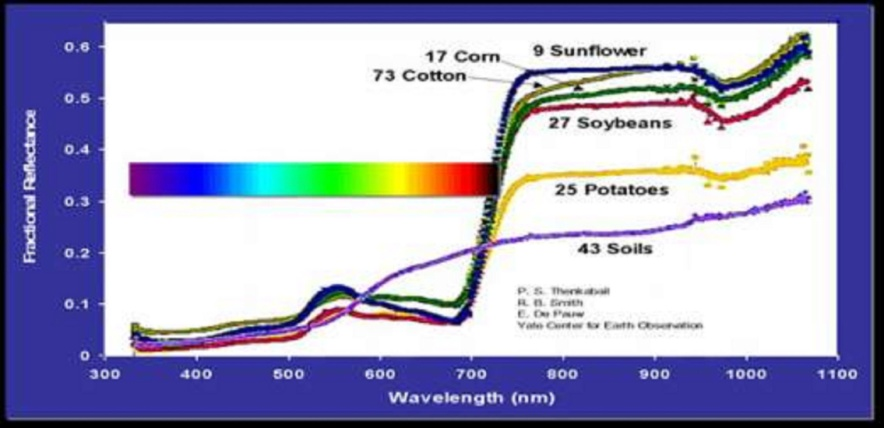 0.6
0.5
0.4
0.3
0.2
0.1
0
Fractional Reflectance
17 Corn
9 Sunflower
73 Cotton
27 Soybeans
25 Potatoes
43 Soils
P. S. Thenkabail
R. B. Smith
E. De Pauw
Yale Center for Earth Observation
300 400 500 600 700 800 900 1000 1100
Wavelength (nm)